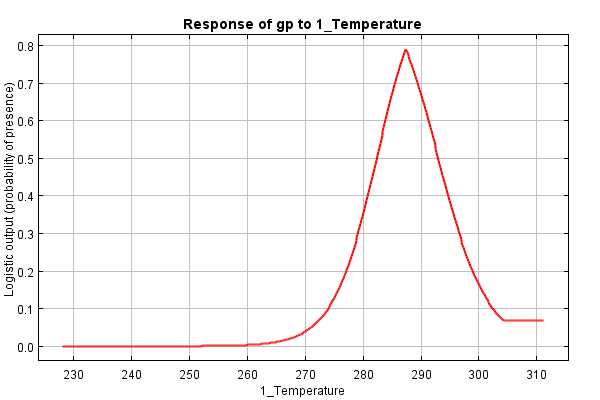 Response of gp to 1_Temperature
Logistic output (probability of presence)
0.8
0.7
0.6
0.5
0.4
0.3
0.2
0.1
0.0
230 240 250 260 270 280 290 300 310
1_Temperature